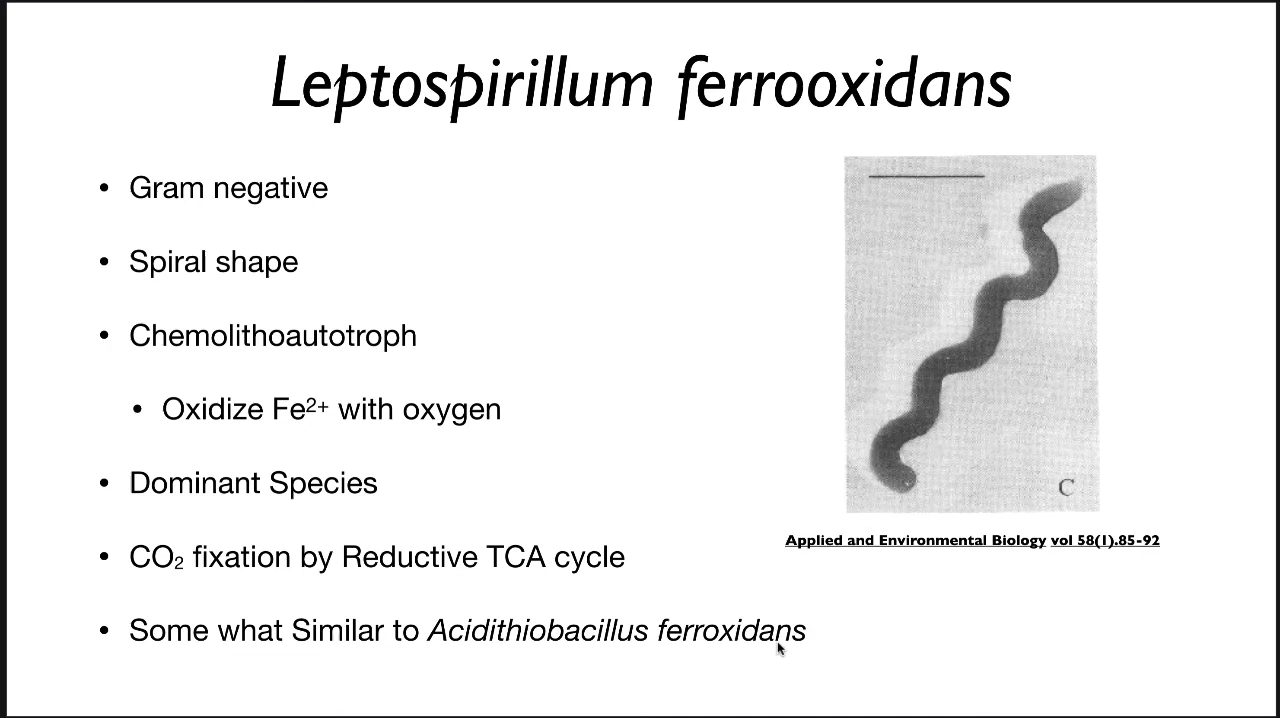 Leptospirillum ferrooxidans
• Gram negative
• Spiral shape
• Chemolithoautotroph
• Oxidize Fe²⁺ with oxygen
• Dominant Species
• CO₂ fixation by Reductive TCA cycle
• Some what Similar to Acidithiobacillus ferroxidans
C
Applied and Environmental Biology vol 58(1).85-92